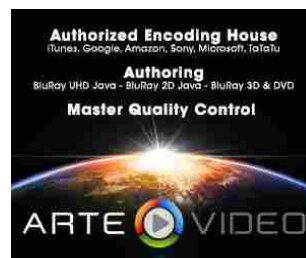 Authorized Encoding House
iTunes, Google, Amazon, Sony, Microsoft, TaTaTu
Authoring
BluRay UHD Java - BluRay 2D Java - BluRay 3D & DVD
Master Quality Control
ARTE VIDEO